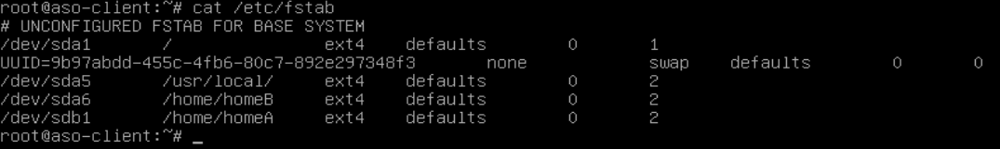 root@aso-client:~# cat /etc/fstab
# UNCONFIGURED FSTAB FOR BASE SYSTEM
/dev/sda1 / ext4 defaults 0 1
UUID=9b97abdd-455c-4fb6-80c7-892e297348f3 none swap defaults 0 0
/dev/sda5 /usr/local/ ext4 defaults 0 2
/dev/sda6 /home/homeB ext4 defaults 0 2
/dev/sdb1 /home/homeA ext4 defaults 0 2
root@aso-client:~# _